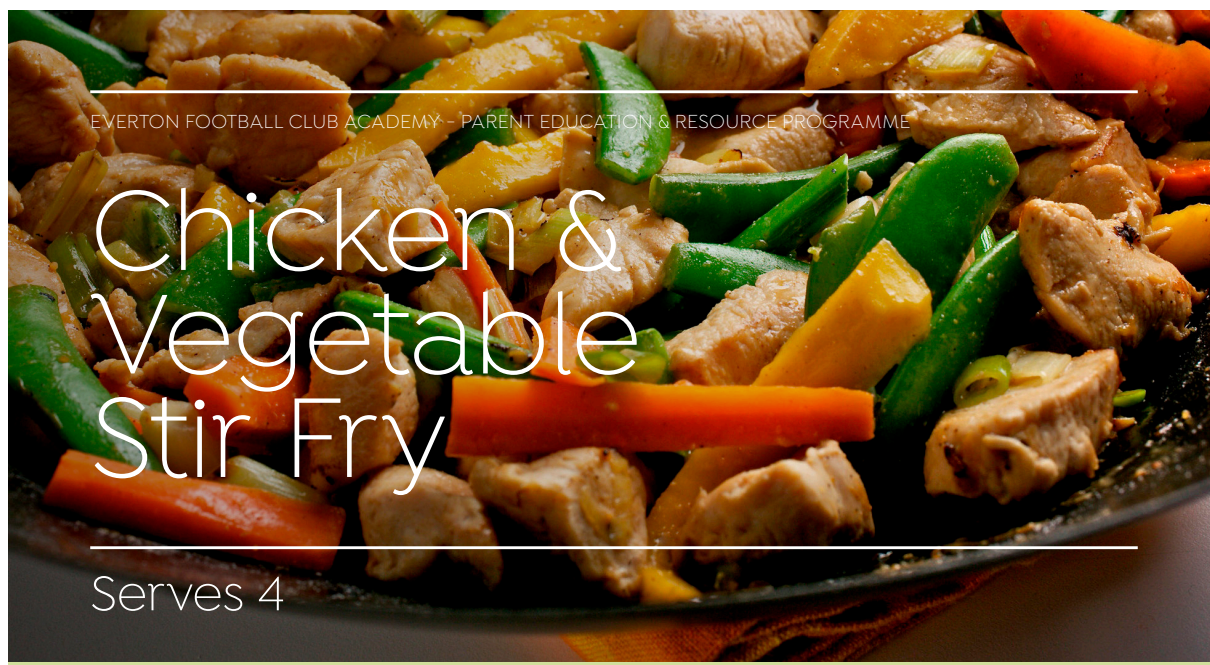 EVERTON FOOTBALL CLUB ACADEMY - PARENT EDUCATION & RESOURCE PROGRAMME
Chicken &
Vegetable
Stir Fry
Serves 4